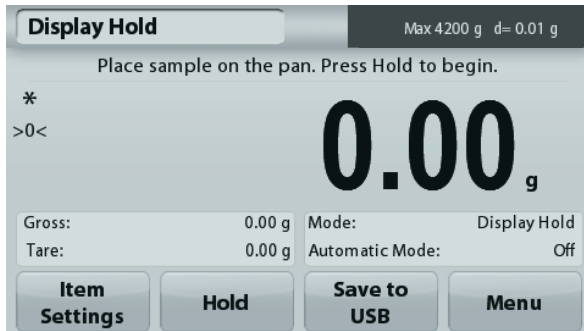 Display Hold
Max 4200 g d= 0.01 g
Place sample on the pan. Press Hold to begin.
*
>0<
0.00 g
Gross: 0.00 g
Tare: 0.00 g
Mode: Display Hold
Automatic Mode: Off
Item
Settings
Hold
Save to
USB
Menu